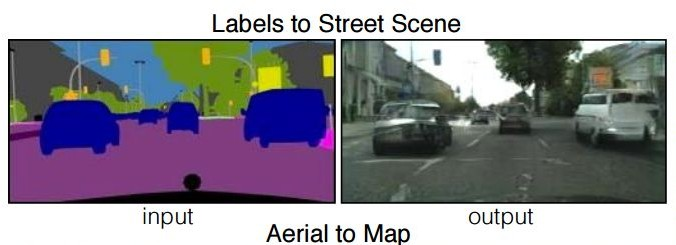 Labels to Street Scene
input
output
Aerial to Map